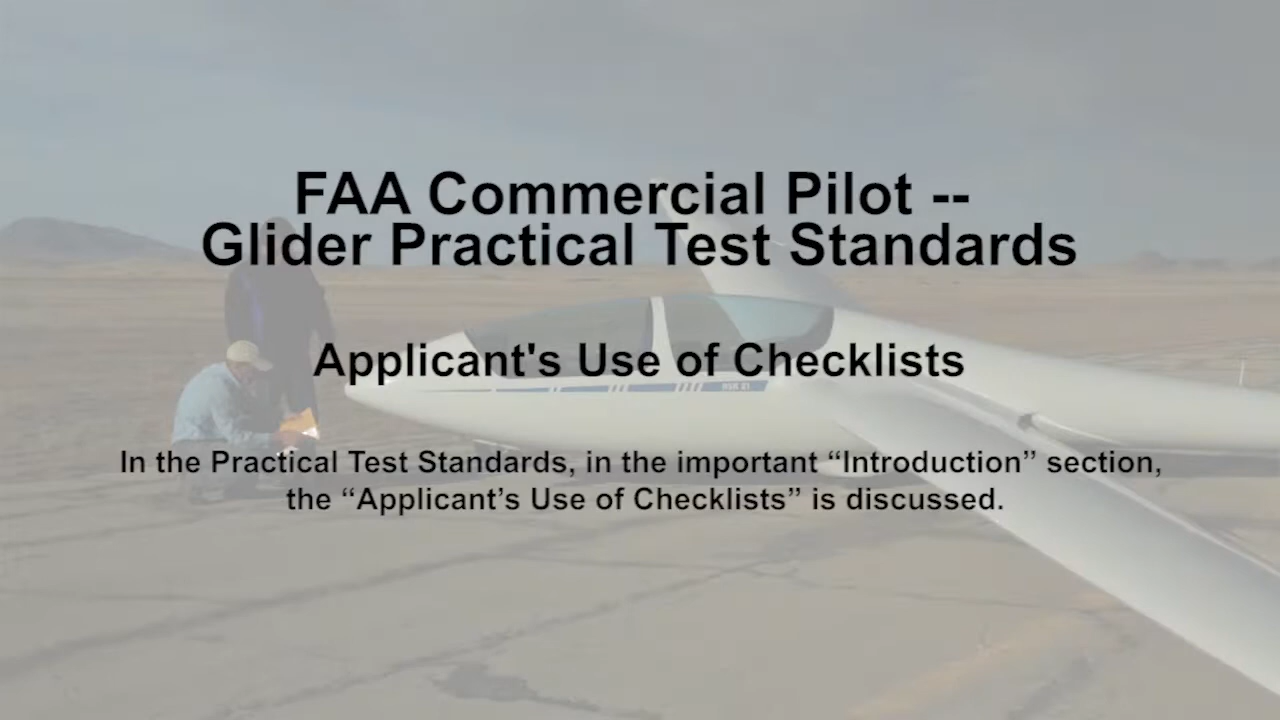 FAA Commercial Pilot --
Glider Practical Test Standards
Applicant's Use of Checklists
In the Practical Test Standards, in the important “Introduction” section,
the “Applicant’s Use of Checklists” is discussed.